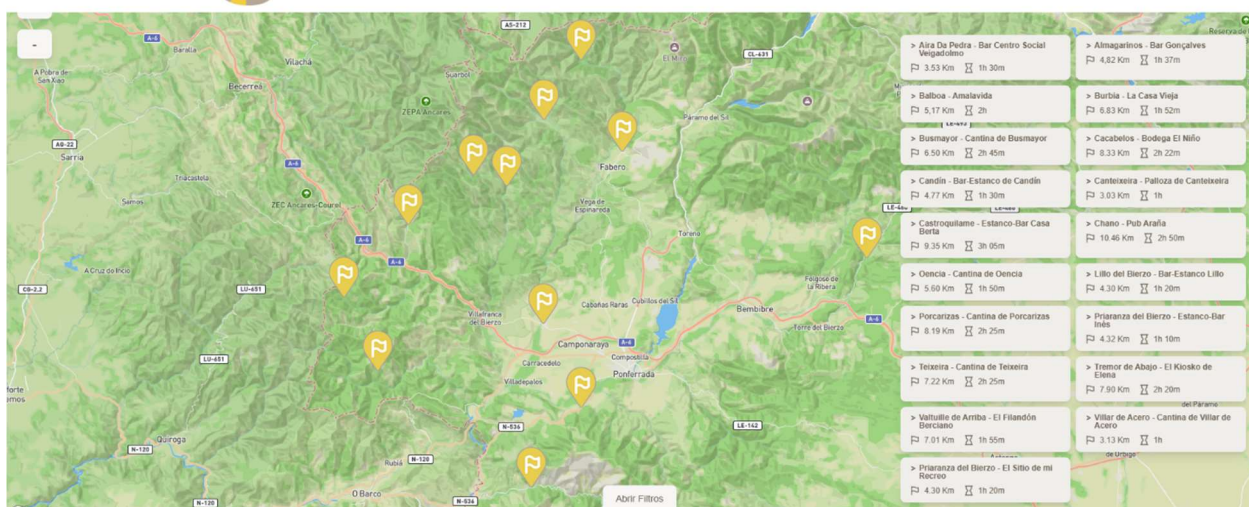 -
AS-212
A-6
Baralla
Vilachá
A Pobra de
San Xiao
Becerreá
Suarbol
El Miro
CL-631
ZEPA Ancares
Páramo del Sil
AG-22
Sarria
A-6
Fabero
Triacastela
Samos
ZEC Ancares-Courel
Vega de
Espinareda
A-6
A-6
Toreno
A Cruz do Incio
CG-2.2
LU-651
Folgoso de
la Ribera
Villafranca
del Bierzo
Cabañas Raras
Cubillos del Sil
Bembibre
Torre del Bierzo
A-6
A-6
Camponaraya
LU-651
Carracedelo
Compostilla
Ponferrada
Villadepalos
N-536
LE-142
Quiroga
N-120
Rubiá
N-120
O Barco
N-536
N-120
Abrir Filtros
> Aira Da Pedra - Bar Centro Social
Veigadolmo
3.53 Km 1h 30m
> Almagarinos - Bar Gonçalves
4,82 Km 1h 37m
> Balboa - Amalavida
5,17 Km 2h
> Burbia - La Casa Vieja
6.83 Km 1h 52m
> Busmayor - Cantina de Busmayor
6.50 Km 2h 45m
> Cacabelos - Bodega El Niño
8.33 Km 2h 22m
> Candín - Bar-Estanco de Candín
4.77 Km 1h 30m
> Canteixeira - Palloza de Canteixeira
3.03 Km 1h
> Castroquilame - Estanco-Bar Casa
Berta
9.35 Km 3h 05m
> Chano - Pub Araña
10.46 Km 2h 50m
> Oencia - Cantina de Oencia
5.60 Km 1h 50m
> Lillo del Bierzo - Bar-Estanco Lillo
4.30 Km 1h 20m
> Porcarizas - Cantina de Porcarizas
8.19 Km 2h 25m
> Priaranza del Bierzo - Estanco-Bar
Inés
4.32 Km 1h 10m
> Teixeira - Cantina de Teixeira
7.22 Km 2h 25m
> Tremor de Abajo - El Kiosko de
Elena
7.90 Km 2h 20m
del Páramo
> Valtuille de Arriba - El Filandón
Berciano
7.01 Km 1h 55m
> Villar de Acero - Cantina de Villar de
Acero
3.13 Km 1h
de Órbigo
> Priaranza del Bierzo - El Sitio de mi
Recreo
4.30 Km 1h 20m